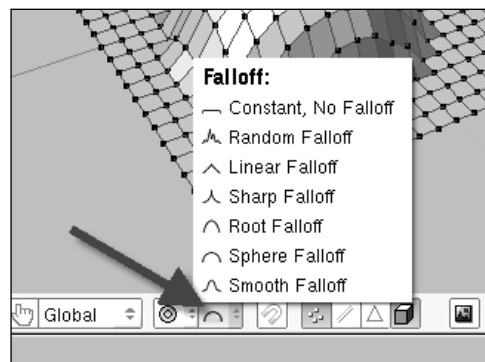 Falloff:
Constant, No Falloff
Random Falloff
Linear Falloff
Sharp Falloff
Root Falloff
Sphere Falloff
Smooth Falloff
Global